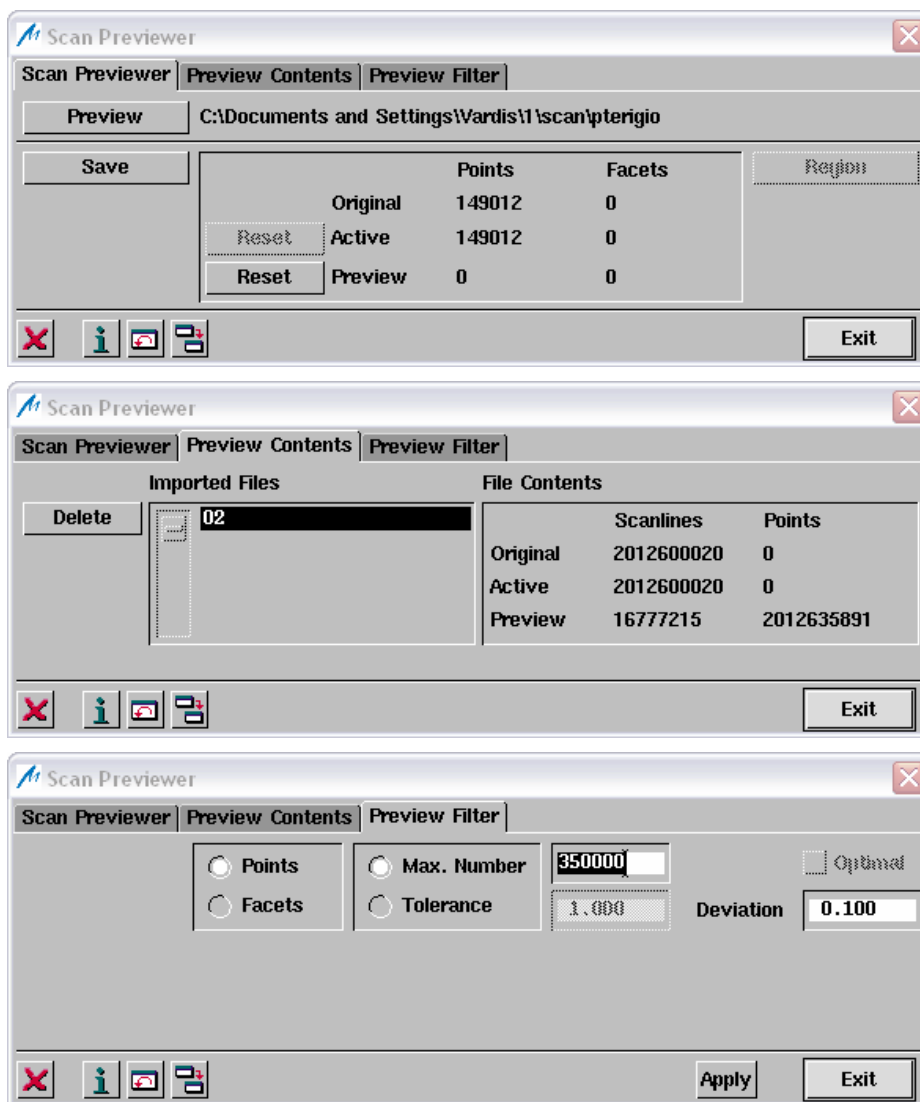 Scan Previewer
Scan Previewer Preview Contents Preview Filter
Preview C:\Documents and Settings\Vardis\1\scan\pterigio
Save Points Facets Region
Original 149012 0
Reset Active 149012 0
Reset Preview 0 0
Exit
Scan Previewer
Scan Previewer Preview Contents Preview Filter
Imported Files File Contents
Delete 02 Scanlines Points
Original 2012600020 0
Active 2012600020 0
Preview 16777215 2012635891
Exit
Scan Previewer
Scan Previewer Preview Contents Preview Filter
Points Max. Number 350000 Optimal
Facets Tolerance 1.000 Deviation 0.100
Apply Exit